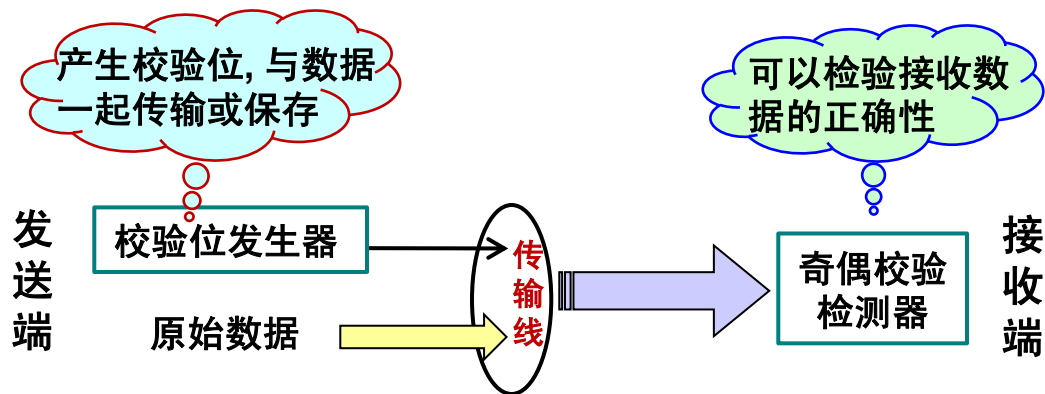 产生校验位, 与数据
一起传输或保存
可以检验接收数
据的正确性
发送端
校验位发生器
原始数据
传输线
奇偶校验
检测器
接收端